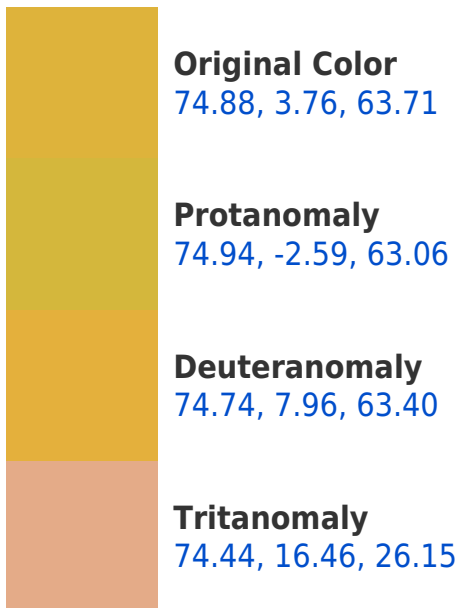 Original Color
74.88, 3.76, 63.71
Protanomaly
74.94, -2.59, 63.06
Deuteranomaly
74.74, 7.96, 63.40
Tritanomaly
74.44, 16.46, 26.15